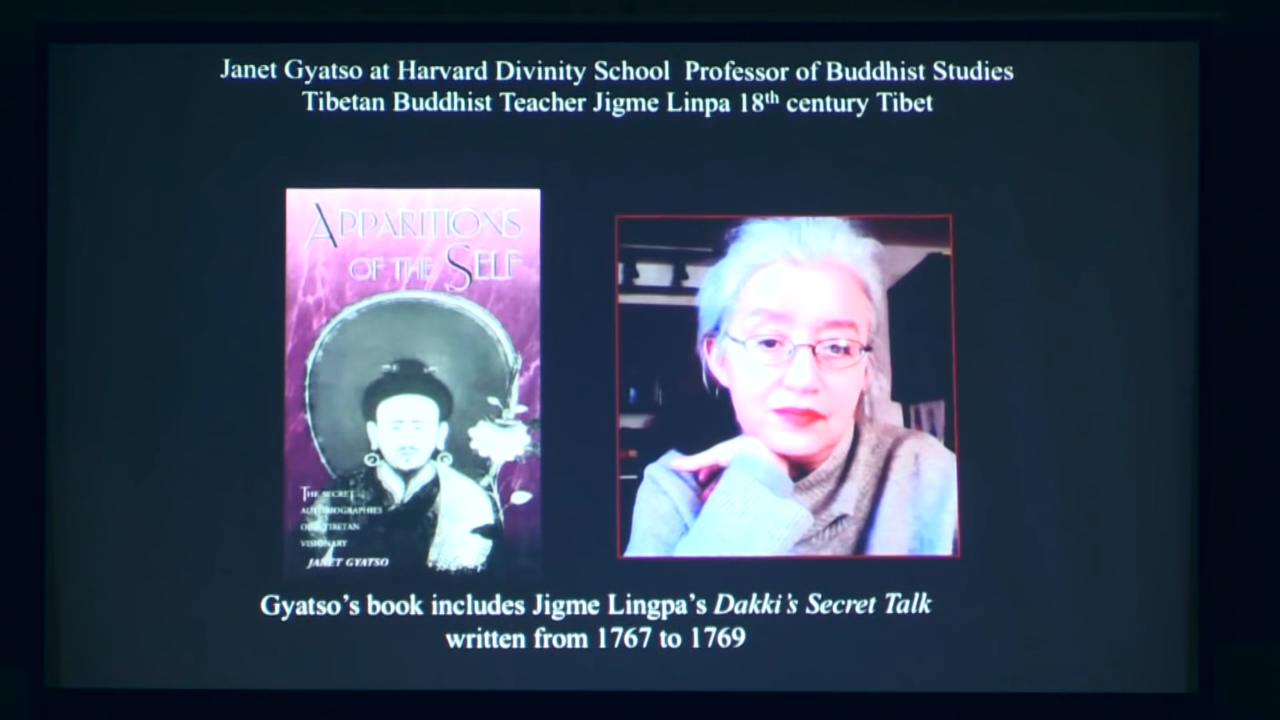 Janet Gyatso at Harvard Divinity School Professor of Buddhist Studies
Tibetan Buddhist Teacher Jigme Linpa 18th century Tibet
APPARITIONS
OF THE SELF
THE SECRET
AUTOBIOGRAPHIES
OF A TIBETAN
VISIONARY
JANET GYATSO
Gyatso's book includes Jigme Lingpa's Dakki's Secret Talk
written from 1767 to 1769